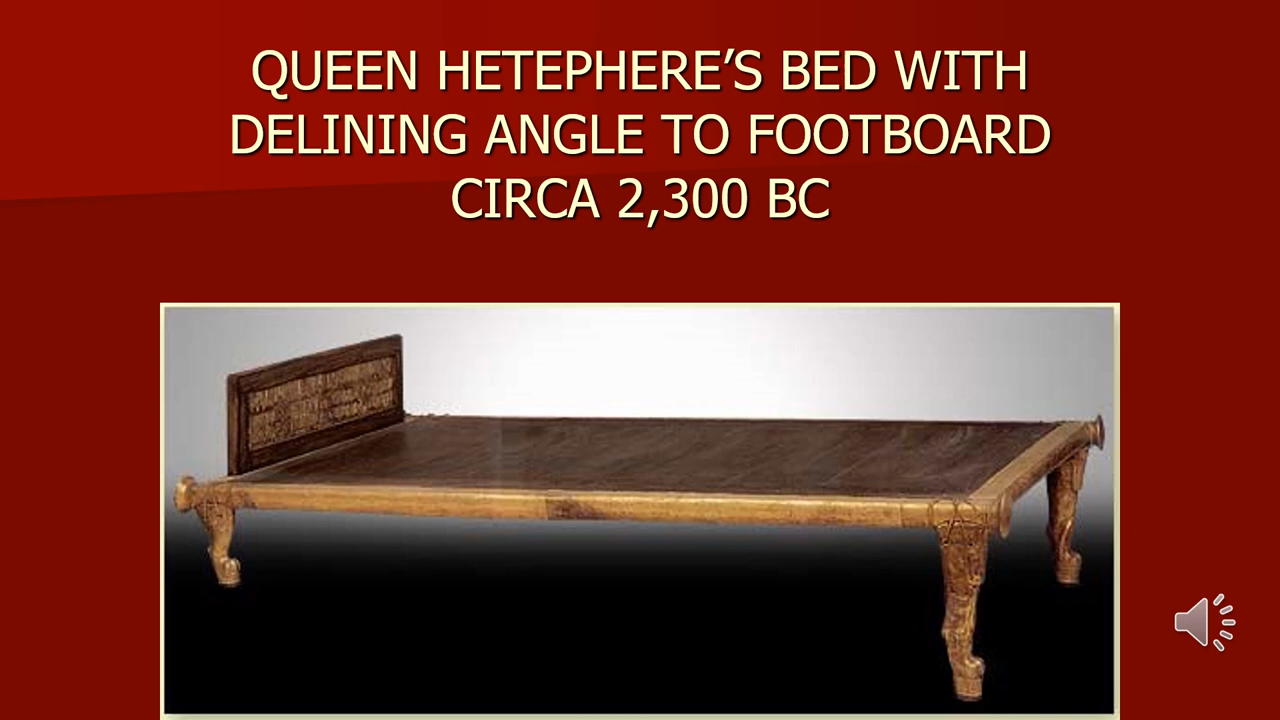 QUEEN HETEPHERE’S BED WITH
DELINING ANGLE TO FOOTBOARD
CIRCA 2,300 BC